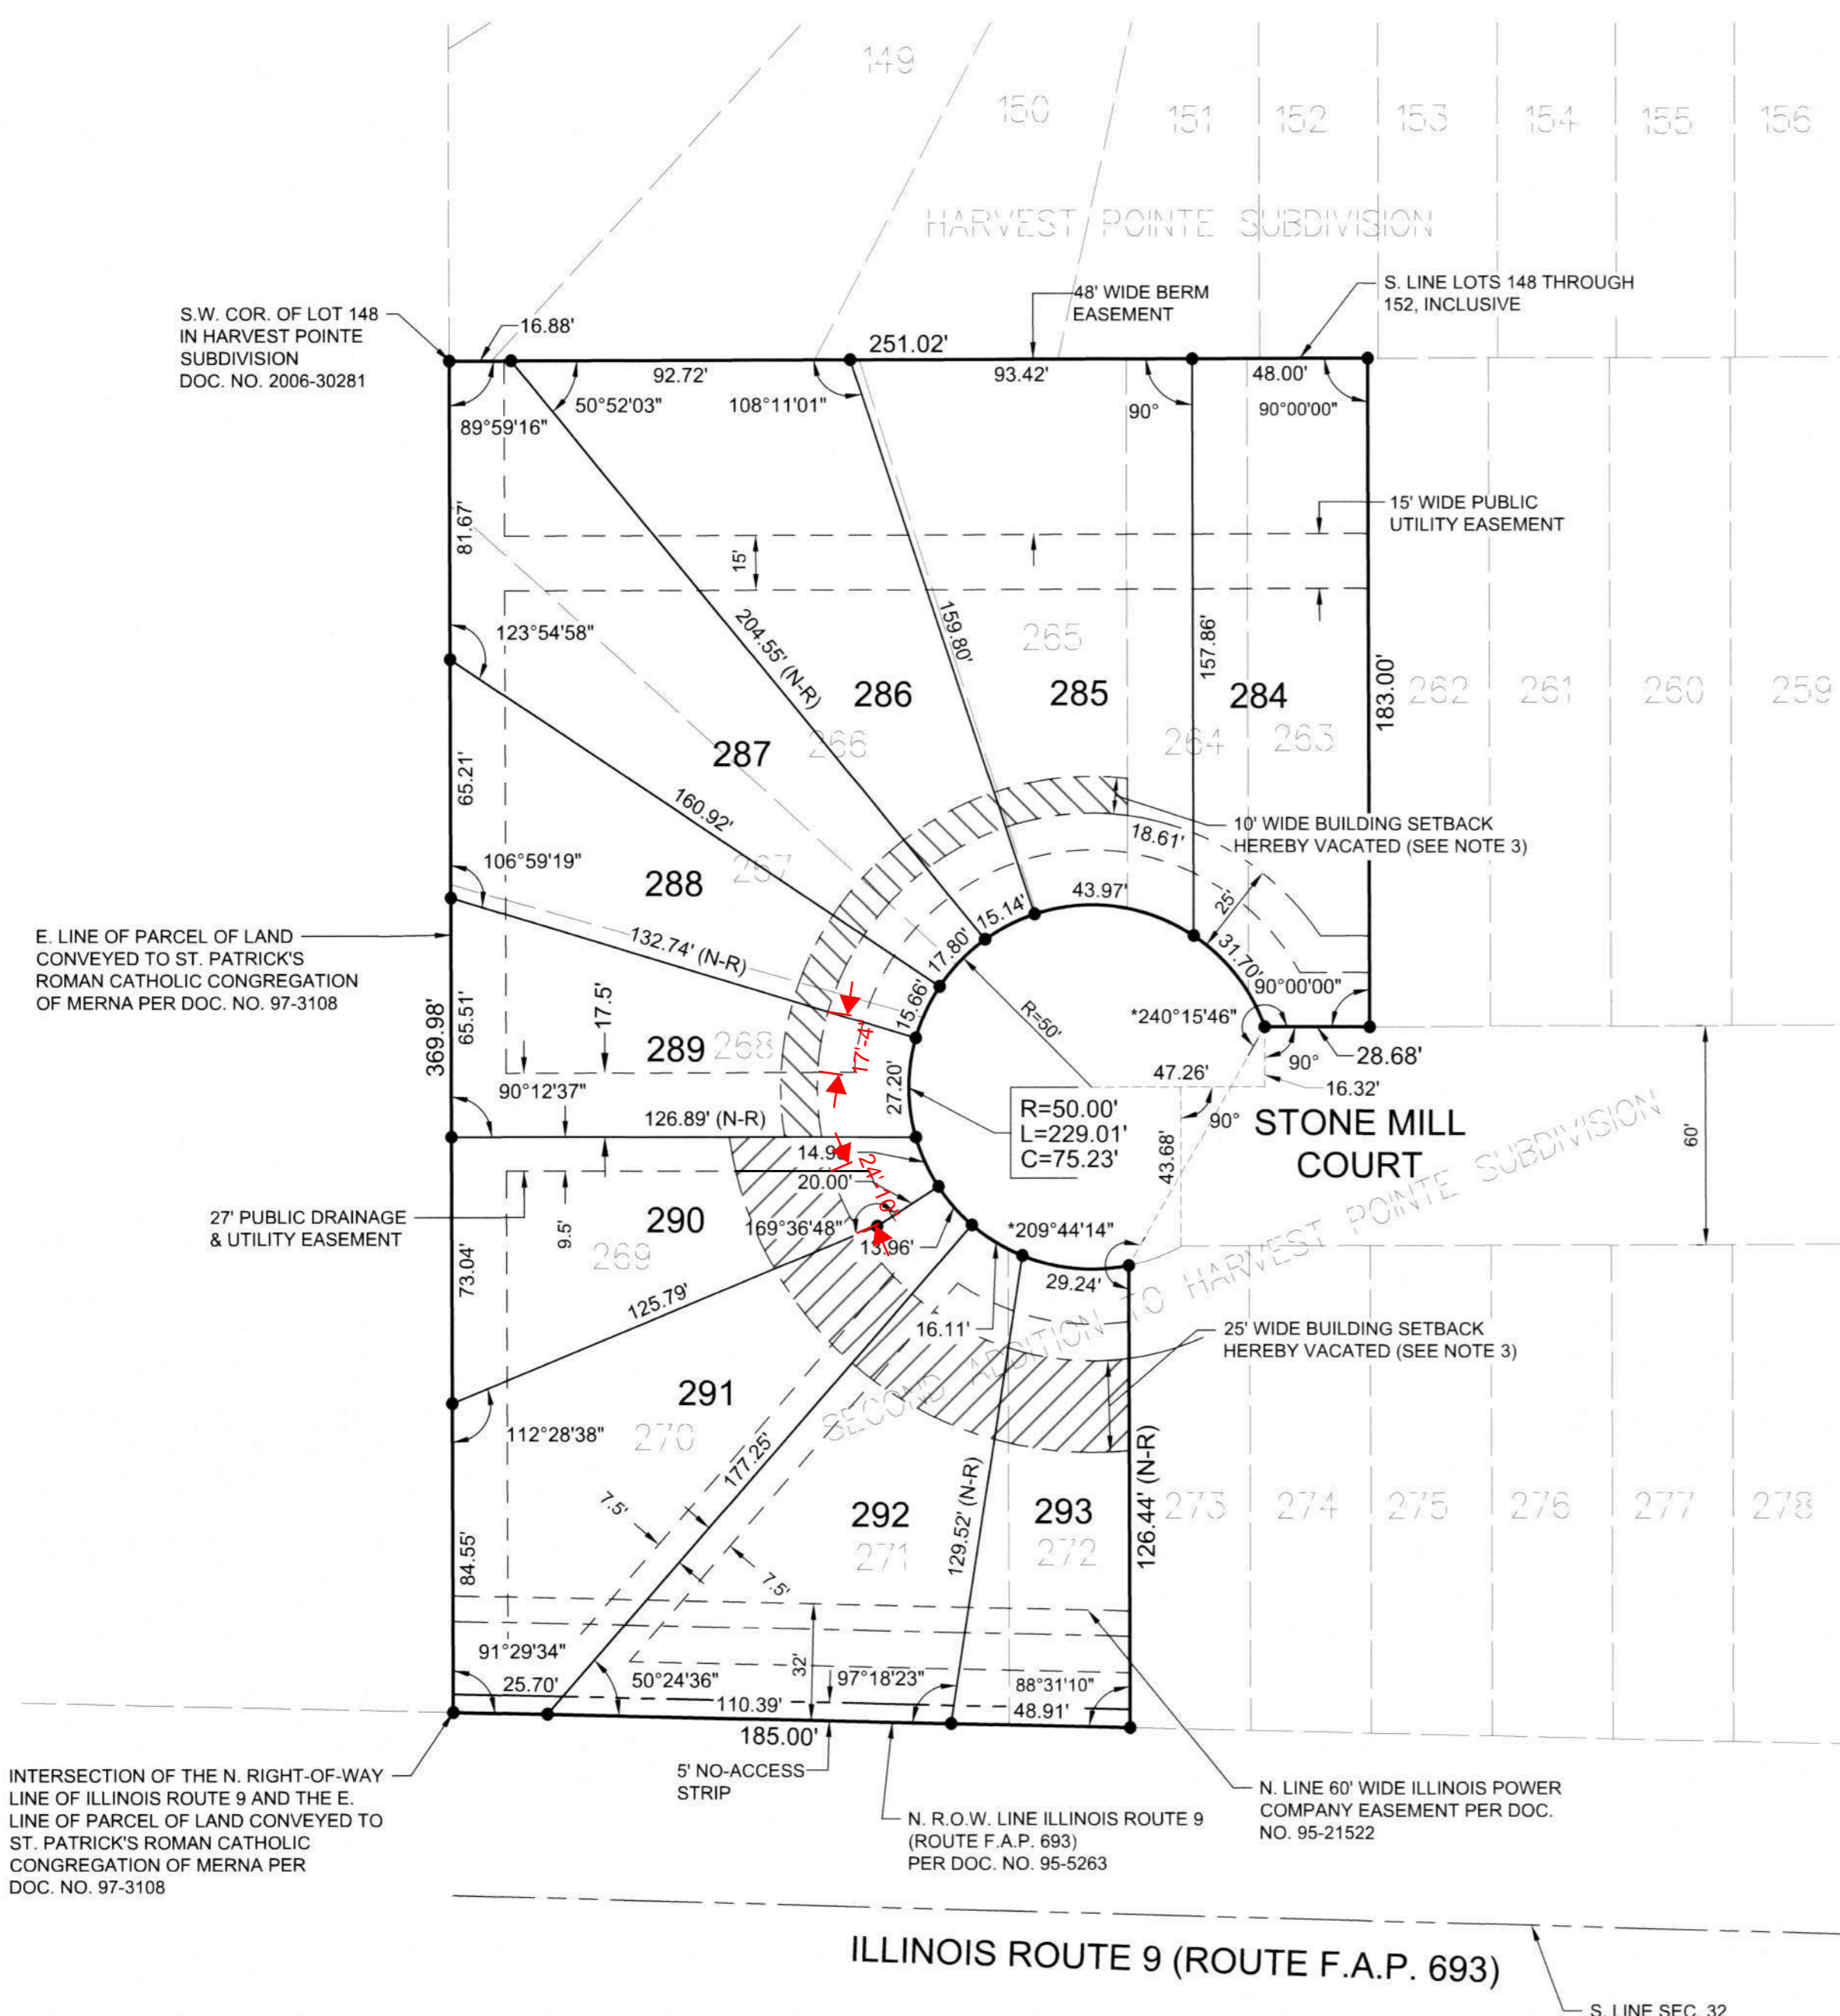 149
150
151
152
153
154
155
156
HARVEST POINTE SUBDIVISION
S.W. COR. OF LOT 148
IN HARVEST POINTE
SUBDIVISION
DOC. NO. 2006-30281
16.88'
48' WIDE BERM
EASEMENT
S. LINE LOTS 148 THROUGH
152, INCLUSIVE
251.02'
92.72'
93.42'
48.00'
89°59'16"
50°52'03"
108°11'01"
90°
90°00'00"
81.67'
15'
15' WIDE PUBLIC
UTILITY EASEMENT
123°54'58"
204.55' (N-R)
159.80'
265
157.86'
183.00'
286
285
284
262
261
260
259
287
266
264
263
65.21'
160.92'
10' WIDE BUILDING SETBACK
HEREBY VACATED (SEE NOTE 3)
18.61'
106°59'19"
288
267
43.97'
25'
15.14'
E. LINE OF PARCEL OF LAND
CONVEYED TO ST. PATRICK'S
ROMAN CATHOLIC CONGREGATION
OF MERNA PER DOC. NO. 97-3108
132.74' (N-R)
17.80'
31.70'
90°00'00"
369.98'
65.51'
17.5'
15.66'
R=50'
*240°15'46"
17'-4"
289
268
90°
28.68'
47.26'
16.32'
90°12'37"
27.20'
R=50.00'
L=229.01'
C=75.23'
90°
STONE MILL
COURT
60'
126.89' (N-R)
14.9
43.68'
20.00'
24'-10"
27' PUBLIC DRAINAGE
& UTILITY EASEMENT
9.5'
290
269
169°36'48"
13.96'
*209°44'14"
73.04'
125.79'
29.24'
16.11'
25' WIDE BUILDING SETBACK
HEREBY VACATED (SEE NOTE 3)
SECOND ADDITION TO HARVEST POINTE SUBDIVISION
291
270
112°28'38"
177.25'
126.44' (N-R)
129.52' (N-R)
7.5'
292
271
293
272
273
274
275
276
277
278
84.55'
7.5'
91°29'34"
25.70'
50°24'36"
32'
97°18'23"
88°31'10"
110.39'
48.91'
185.00'
INTERSECTION OF THE N. RIGHT-OF-WAY
LINE OF ILLINOIS ROUTE 9 AND THE E.
LINE OF PARCEL OF LAND CONVEYED TO
ST. PATRICK'S ROMAN CATHOLIC
CONGREGATION OF MERNA PER
DOC. NO. 97-3108
5' NO-ACCESS
STRIP
N. R.O.W. LINE ILLINOIS ROUTE 9
(ROUTE F.A.P. 693)
PER DOC. NO. 95-5263
N. LINE 60' WIDE ILLINOIS POWER
COMPANY EASEMENT PER DOC.
NO. 95-21522
ILLINOIS ROUTE 9 (ROUTE F.A.P. 693)
S. LINE SEC. 32